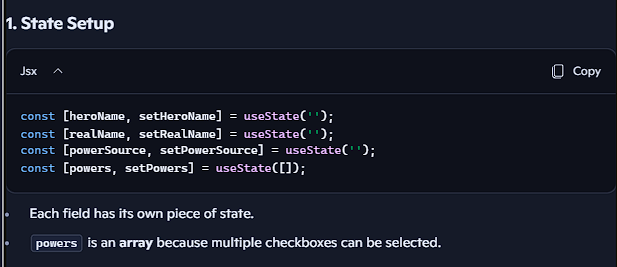 1. State Setup
Jsx
Copy
const [heroName, setHeroName] = useState('');
const [realName, setRealName] = useState('');
const [powerSource, setPowerSource] = useState('');
const [powers, setPowers] = useState([]);
Each field has its own piece of state.
powers is an array because multiple checkboxes can be selected.